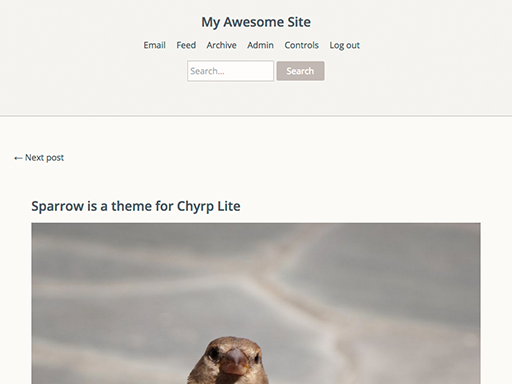 My Awesome Site
Email Feed Archive Admin Controls Log out
Search... Search
← Next post
Sparrow is a theme for Chyrp Lite